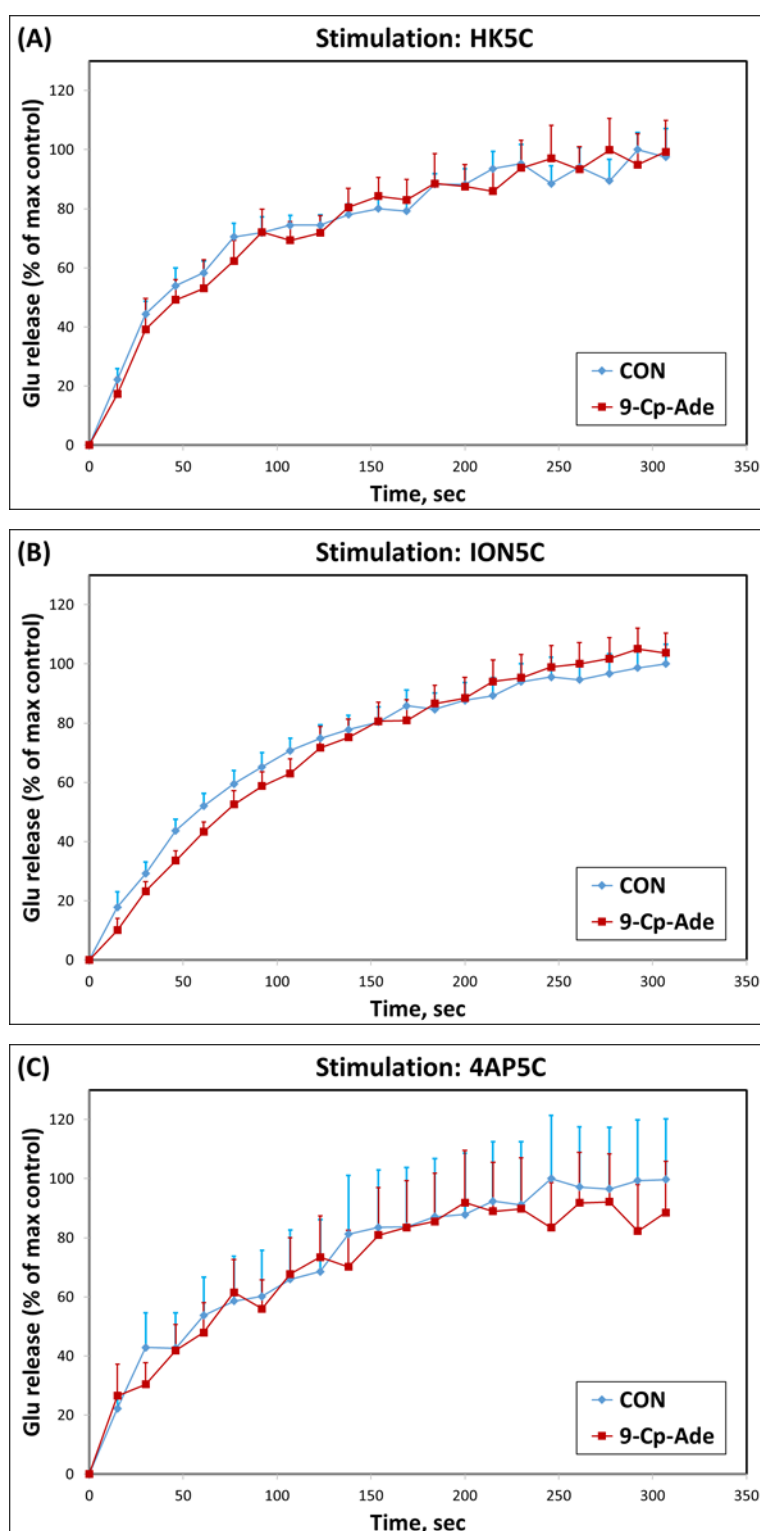 (A) Stimulation: HK5C
Glu release (% of max control)
120
100
80
60
40
20
0
CON
9-Cp-Ade
0 50 100 150 200 250 300 350
Time, sec
(B) Stimulation: ION5C
Glu release (% of max control)
120
100
80
60
40
20
0
CON
9-Cp-Ade
0 50 100 150 200 250 300 350
Time, sec
(C) Stimulation: 4AP5C
Glu release (% of max control)
120
100
80
60
40
20
0
CON
9-Cp-Ade
0 50 100 150 200 250 300 350
Time, sec